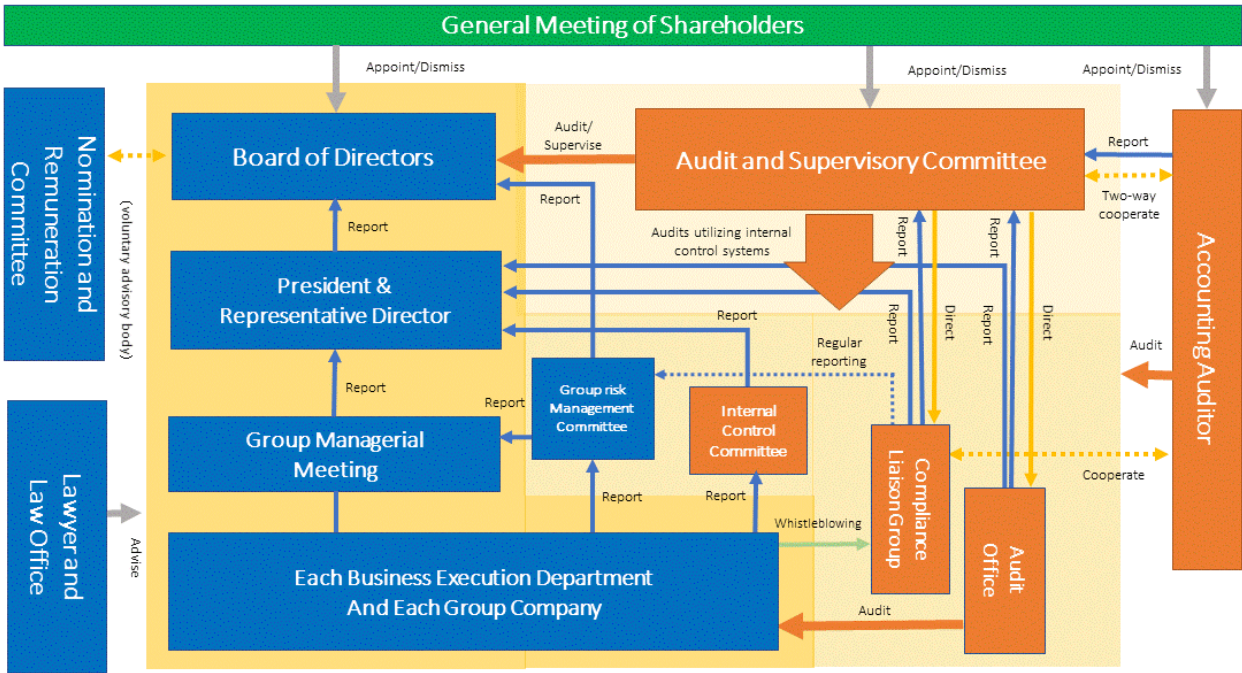 General Meeting of Shareholders
Appoint/Dismiss
Appoint/Dismiss
Appoint/Dismiss
Nomination and
Remuneration
Committee
(voluntary advisory body)
Board of Directors
Audit/
Supervise
Audit and Supervisory Committee
Report
Two-way
cooperate
Report
Report
Audits utilizing internal
control systems
Report
Direct
Report
Direct
Report
Report
President &
Representative Director
Report
Regular
reporting
Audit
Accounting Auditor
Report
Report
Group risk
Management
Committee
Internal
Control
Committee
Group Managerial
Meeting
Compliance
Liaison Group
Cooperate
Lawyer and
Law Office
Advise
Report
Report
Whistleblowing
Audit
Office
Each Business Execution Department
And Each Group Company
Audit